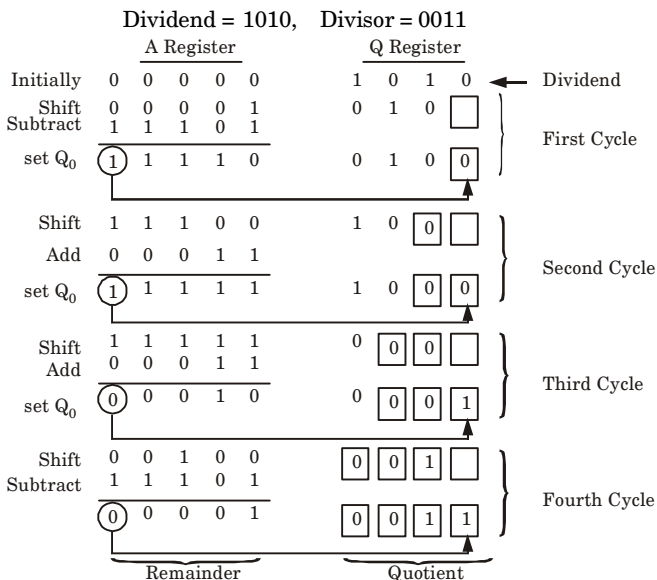 Dividend = 1010, Divisor = 0011
A Register Q Register
Initially 0 0 0 0 0 1 0 1 0 Dividend
Shift 0 0 0 0 1 0 1 0
Subtract 1 1 1 0 1
First Cycle
set Q0 1 1 1 1 0 0 1 0 0
Shift 1 1 1 0 0 1 0 0
Add 0 0 0 1 1
Second Cycle
set Q0 1 1 1 1 1 1 0 0 0
Shift 1 1 1 1 1 0 0 0
Add 0 0 0 1 1
Third Cycle
set Q0 0 0 0 1 0 0 0 0 1
Shift 0 0 1 0 0 0 0 1
Subtract 1 1 1 0 1
Fourth Cycle
0 0 0 0 1 0 0 1 1
Remainder Quotient